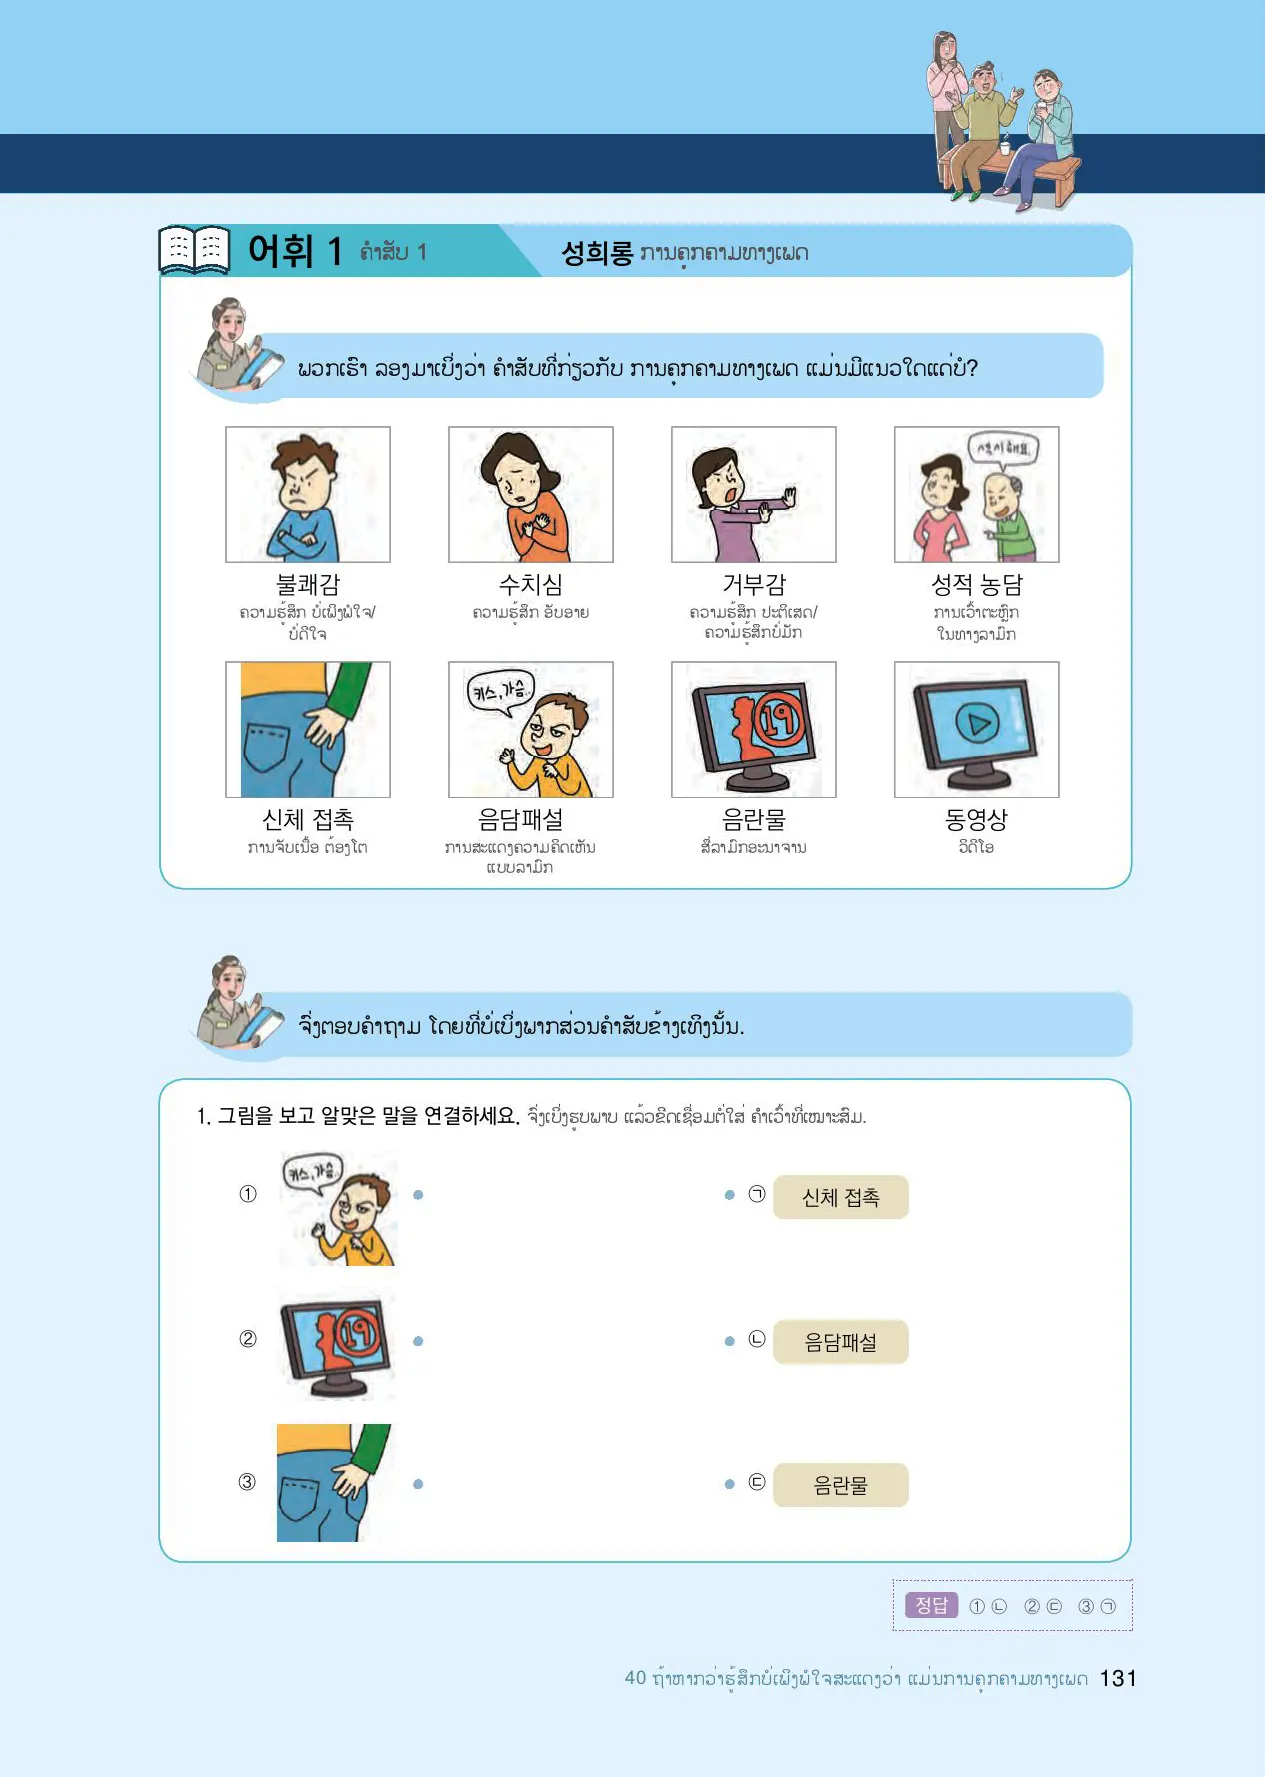 어휘 1 ຄຳສັບ 1
성희롱 ການຄຸກຄາມທາງເພດ
ພວກເຮົາ ລອງມາເບິ່ງວ່າ ຄຳສັບທີ່ກ່ຽວກັບ ການຄຸກຄາມທາງເພດ ແມ່ນມີແນວໃດແດ່ບໍ?
섹시해요.
불쾌감 수치심 거부감 성적 농담
ຄວາມຮູ້ສຶກ ບໍ່ເພິງພໍໃຈ/ ຄວາມຮູ້ສຶກ ອັບອາຍ ຄວາມຮູ້ສຶກ ປະຕິເສດ/ ການເວົ້າຕະຫຼົກ
ບໍ່ດີໃຈ ຄວາມຮູ້ສຶກບໍ່ມັກ ໃນທາງລາມົກ
키스, 가슴.. 19
신체 접촉 음담패설 음란물 동영상
ການຈັບເນື້ອ ຕ້ອງໂຕ ການສະແດງຄວາມຄິດເຫັນ ສື່ລາມົກອະນາຈານ ວິດີໂອ
ແບບລາມົກ
ຈົ່ງຕອບຄຳຖາມ ໂດຍທີ່ບໍ່ເບິ່ງພາກສ່ວນຄຳສັບຂ້າງເທິງນັ້ນ.
1. 그림을 보고 알맞은 말을 연결하세요. ຈົ່ງເບິ່ງຮູບພາບ ແລ້ວຂີດເຊື່ອມຕໍ່ໃສ່ ຄຳເວົ້າທີ່ເໝາະສົມ.
키스, 가슴..
① • • ㉠ 신체 접촉
19
② • • ㉡ 음담패설
③ • • ㉢ 음란물
정답 ① ㉡ ② ㉢ ③ ㉠
40 ຖ້າຫາກວ່າຮູ້ສຶກບໍ່ເພິງພໍໃຈສະແດງວ່າ ແມ່ນການຄຸກຄາມທາງເພດ 131